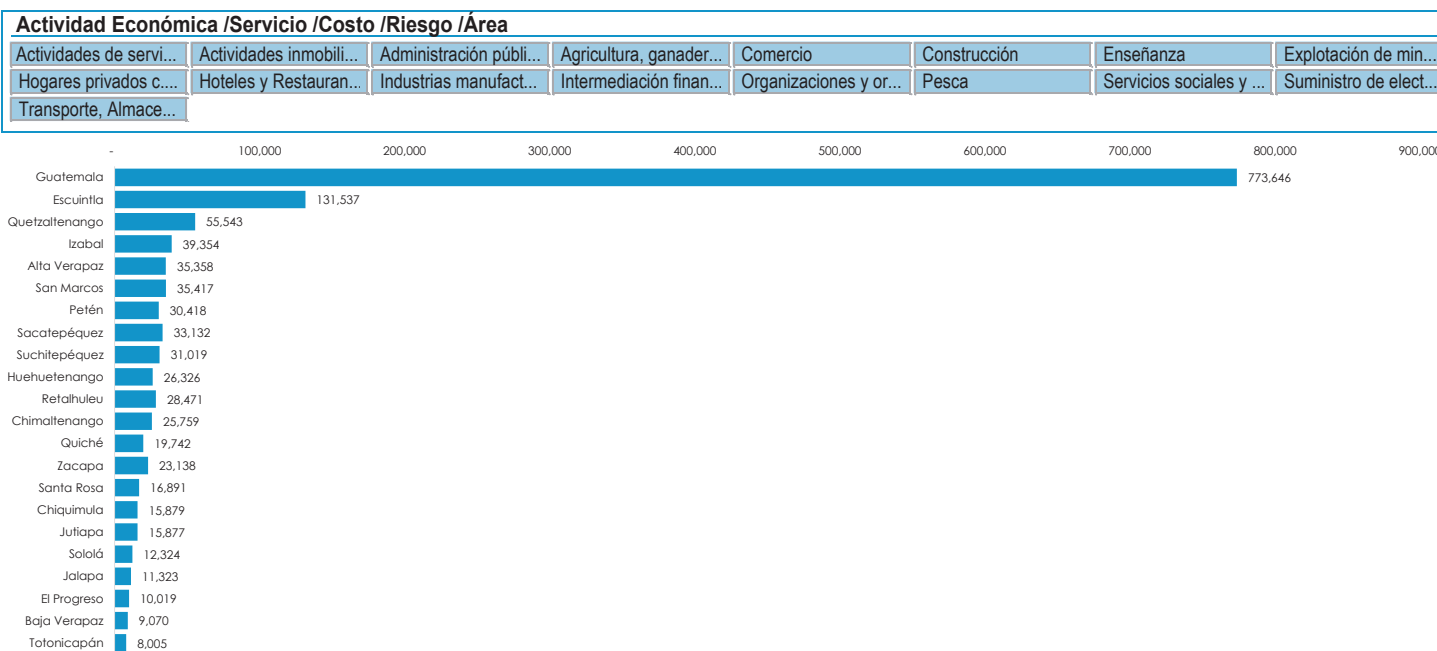 Actividad Económica /Servicio /Costo /Riesgo /Área
Actividades de servi... Actividades inmobili... Administración públi... Agricultura, ganader... Comercio Construcción Enseñanza Explotación de min...
Hogares privados c.... Hoteles y Restauran... Industrias manufact... Intermediación finan... Organizaciones y or... Pesca Servicios sociales y ... Suministro de elect...
Transporte, Almace...
- 100,000 200,000 300,000 400,000 500,000 600,000 700,000 800,000 900,000
Guatemala 773,646
Escuintla 131,537
Quetzaltenango 55,543
Izabal 39,354
Alta Verapaz 35,358
San Marcos 35,417
Petén 30,418
Sacatepéquez 33,132
Suchitepéquez 31,019
Huehuetenango 26,326
Retalhuleu 28,471
Chimaltenango 25,759
Quiché 19,742
Zacapa 23,138
Santa Rosa 16,891
Chiquimula 15,879
Jutiapa 15,877
Sololá 12,324
Jalapa 11,323
El Progreso 10,019
Baja Verapaz 9,070
Totonicapán 8,005